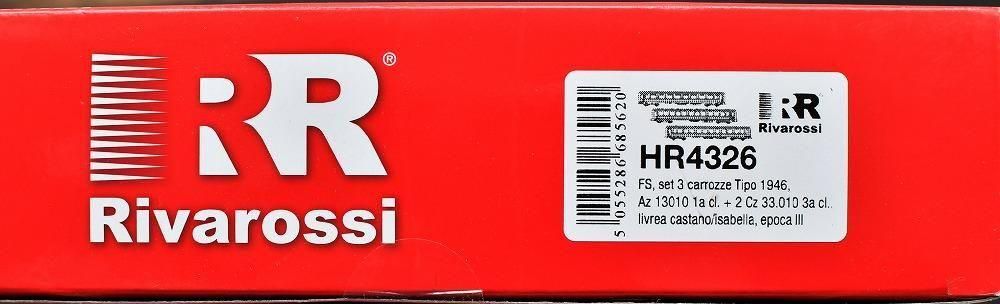 RR®
Rivarossi
5 055286 685620
RR
Rivarossi
HR4326
FS, set 3 carrozze Tipo 1946,
Az 13010 1a cl. + 2 Cz 33.010 3a cl..
livrea castano/isabella, epoca III